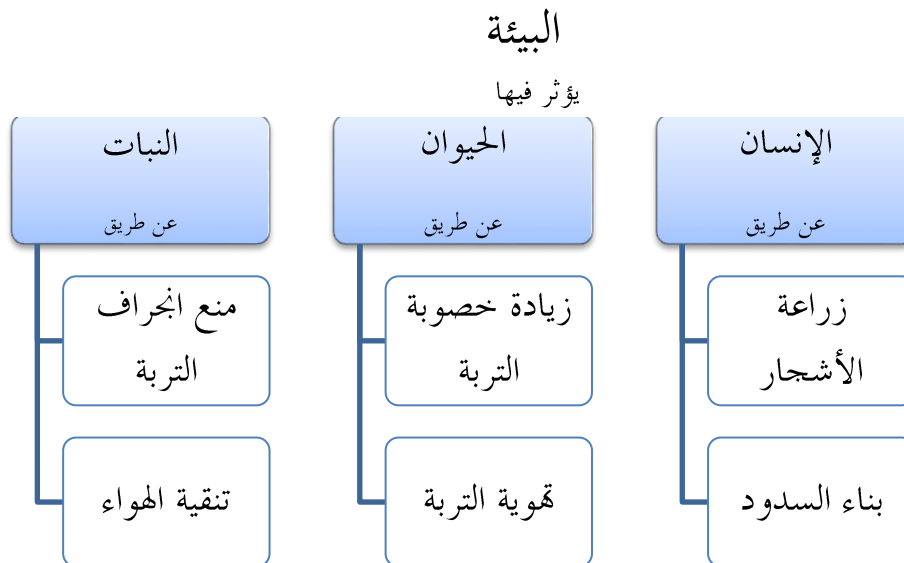 البيئة
يؤثر فيها
الإنسان
عن طريق
زراعة
الأشجار
بناء السدود
الحيوان
عن طريق
زيادة خصوبة
التربة
تهوية التربة
النبات
عن طريق
منع انجراف
التربة
تنقية الهواء